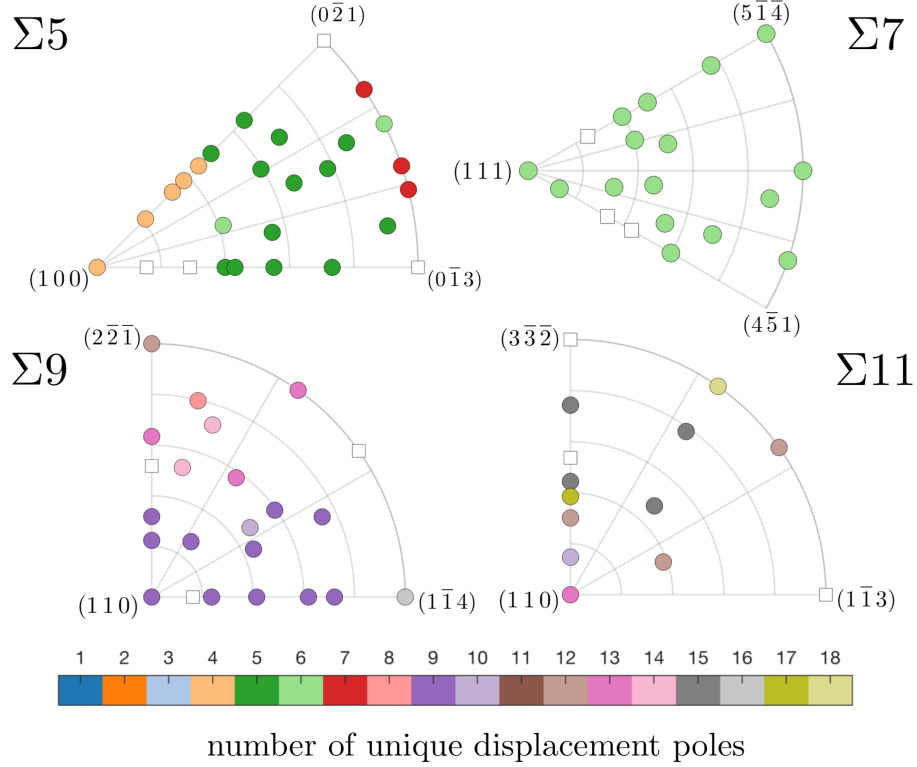 Σ5
(0 2̄ 1)
(1 0 0)
(0 1̄ 3)
Σ7
(5 1̄ 4̄)
(1 1 1)
(4 5̄ 1)
Σ9
(2 2̄ 1̄)
(1 1 0)
(1 1̄ 4)
Σ11
(3 3̄ 2̄)
(1 1 0)
(1 1̄ 3)
1 2 3 4 5 6 7 8 9 10 11 12 13 14 15 16 17 18
number of unique displacement poles